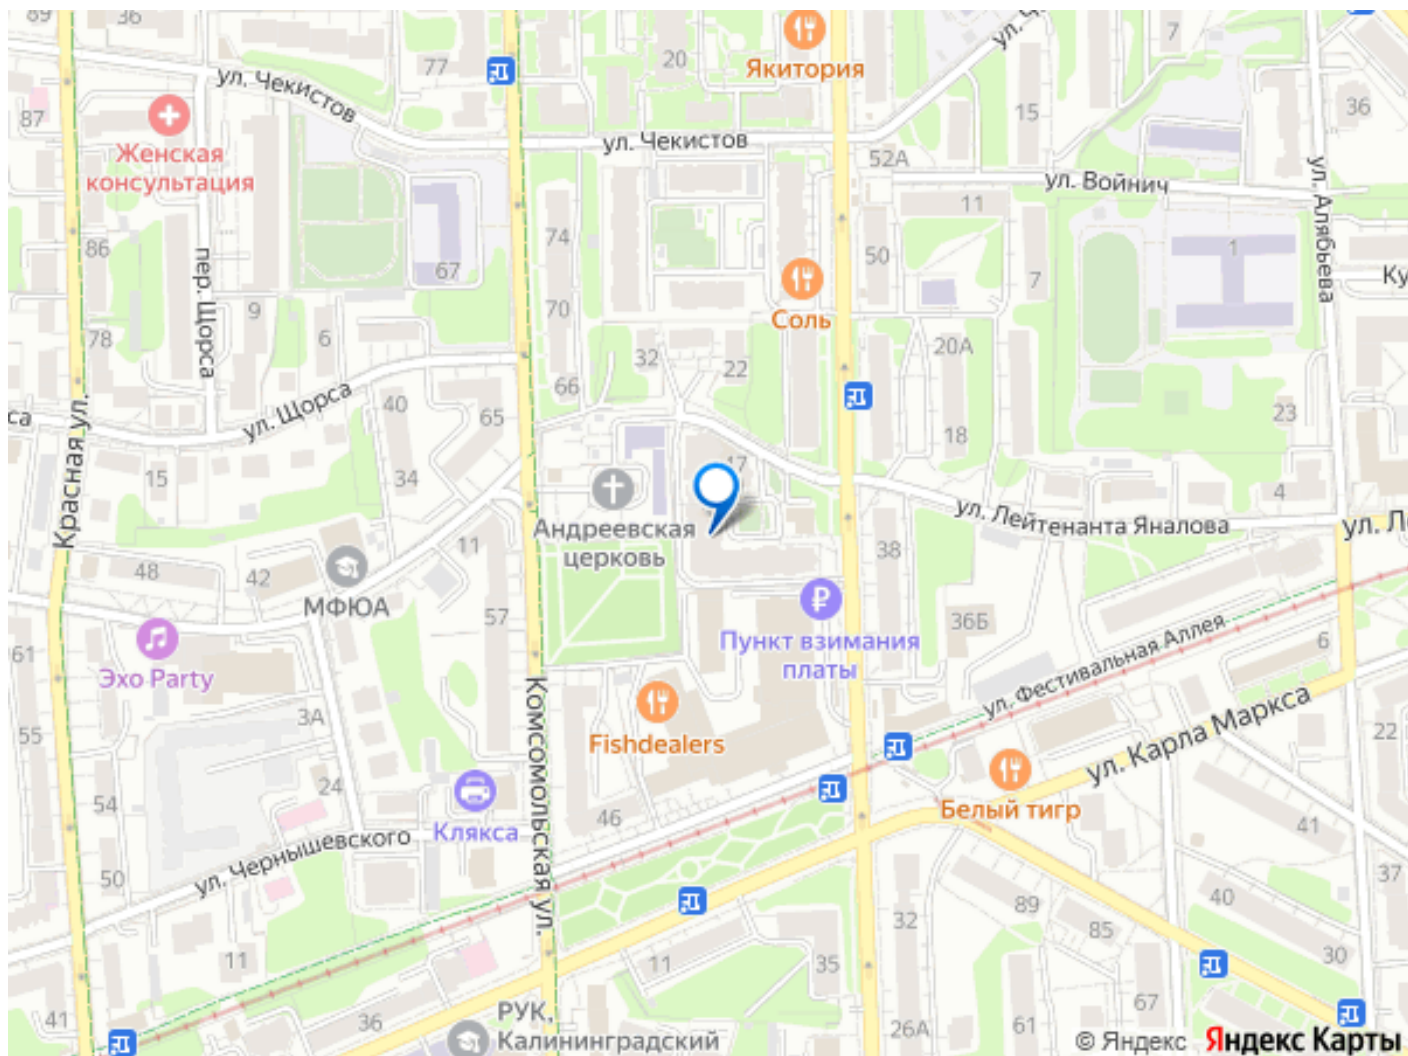 89
36
77
20
Якитория
ул. Ч
7
36
ул. Чекистов
87
Женская
консультация
ул. Чекистов
15
52А
ул. Войнич
11
ул. Алябьева
86
пер. Щорса
67
74
50
1
7
Ку
9
6
70
Соль
78
32
22
20А
66
са
Красная ул.
ул. Щорса
40
65
23
18
15
34
17
4
Андреевская
церковь
ул. Лейтенанта Яналова
ул. Л
11
48
42
МФЮА
38
57
Пункт взимания
платы
36Б
ул. Фестивальная Аллея
6
61
Эхо Party
3А
Комсомольская ул.
Fishdealers
ул. Карла Маркса
22
55
24
54
Клякса
46
Белый тигр
41
ул. Чернышевского
50
37
40
89
85
32
11
11
35
30
67
РУК,
Калининградский
41
36
26А
61
© Яндекс Яндекс Карты